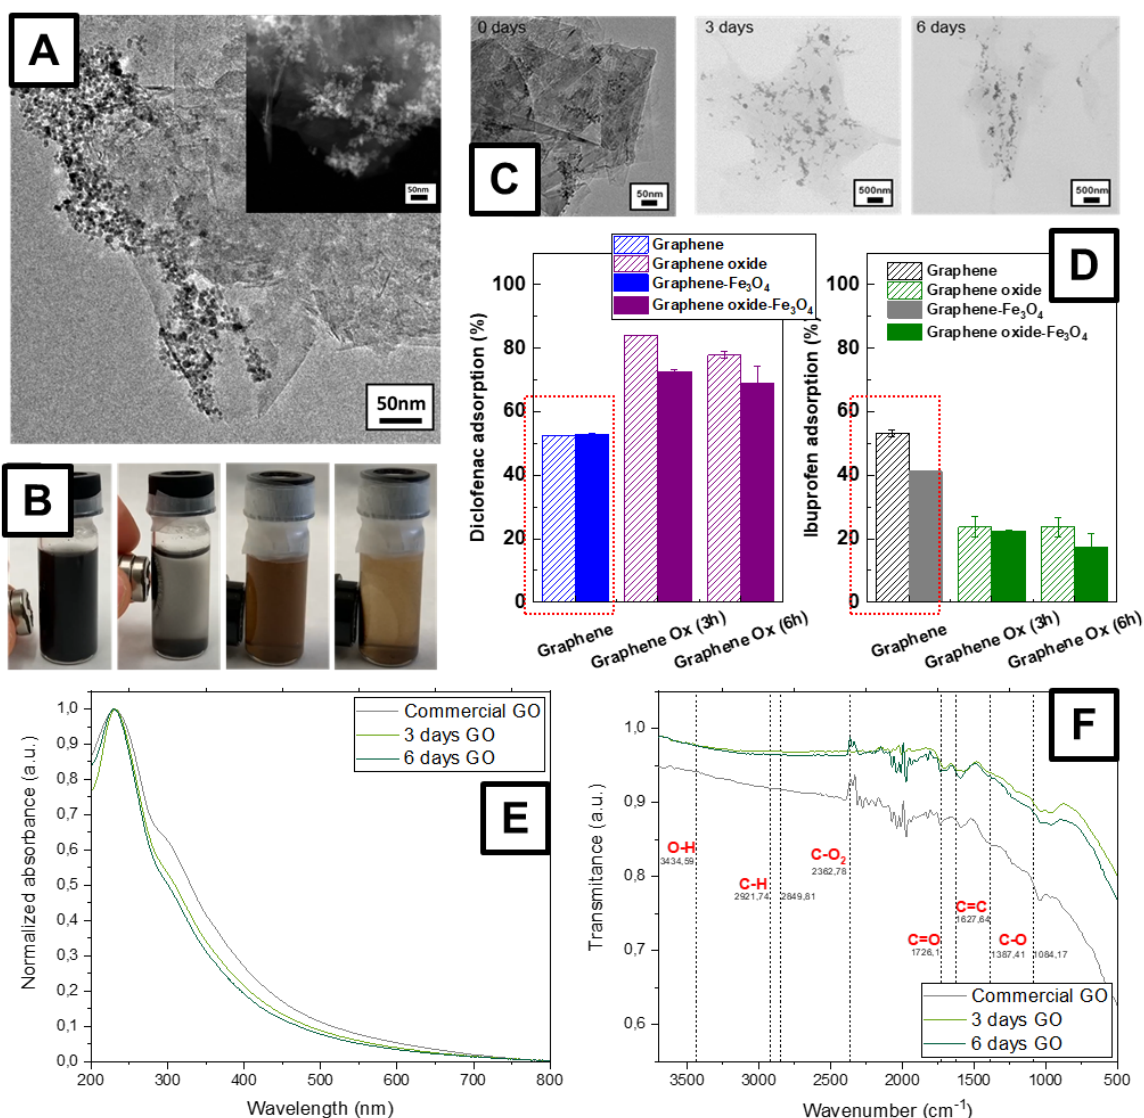 A
50nm
50nm
0 days
3 days
6 days
C
50nm
500nm
500nm
B
D
Graphene
Graphene oxide
Graphene-Fe₃O₄
Graphene oxide-Fe₃O₄
Diclofenac adsorption (%)
100
80
60
40
20
0
Graphene
Graphene Ox (3h)
Graphene Ox (6h)
Graphene
Graphene oxide
Graphene-Fe₃O₄
Graphene oxide-Fe₃O₄
Ibuprofen adsorption (%)
100
80
60
40
20
0
Graphene
Graphene Ox (3h)
Graphene Ox (6h)
E
Commercial GO
3 days GO
6 days GO
Normalized absorbance (a.u.)
1,0
0,9
0,8
0,7
0,6
0,5
0,4
0,3
0,2
0,1
0,0
200
300
400
500
600
700
800
Wavelength (nm)
F
Transmitance (a.u.)
1,0
0,9
0,8
0,7
0,6
O-H
3434,59
C-H
2921,74
2849,81
C-O₂
2362,78
C=O
1726,1
C=C
1627,64
C-O
1387,41
1084,17
Commercial GO
3 days GO
6 days GO
3500
3000
2500
2000
1500
1000
500
Wavenumber (cm⁻¹)